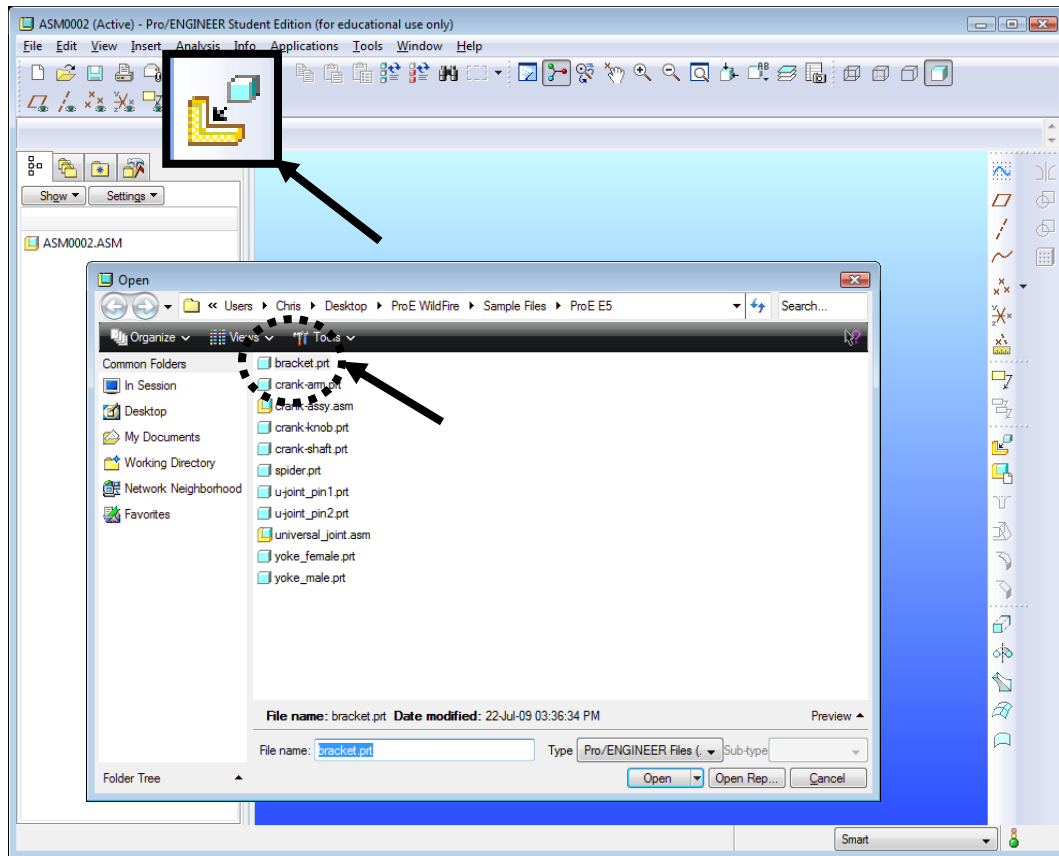 ASM0002 (Active) - Pro/ENGINEER Student Edition (for educational use only)
File Edit View Insert Analysis Info Applications Tools Window Help
Show Settings
ASM0002.ASM
Open
« Users Chris Desktop ProE WildFire Sample Files ProE E5 Search...
Organize Views Tools
Common Folders
In Session
Desktop
My Documents
Working Directory
Network Neighborhood
Favorites
bracket.prt
crank-arm.prt
crank-assy.asm
crank-knob.prt
crank-shaft.prt
spider.prt
u-joint_pin1.prt
u-joint_pin2.prt
universal_joint.asm
yoke_female.prt
yoke_male.prt
File name: bracket.prt Date modified: 22-Jul-09 03:36:34 PM Preview
File name: bracket.prt Type Pro/ENGINEER Files (. Sub-type
Folder Tree Open Open Rep... Cancel
Smart